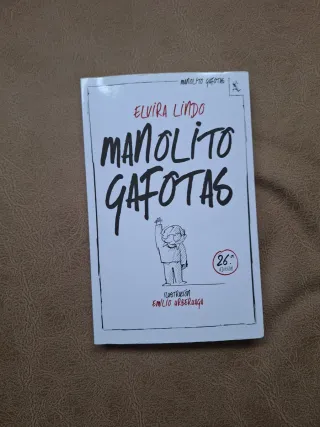 MANOLITO GAFOTAS
ELVIRA LINDO
MANOLITO
GAFOTAS
26.ª
EDICIÓN
ILUSTRACIÓN
EMILIO URBERUAGA